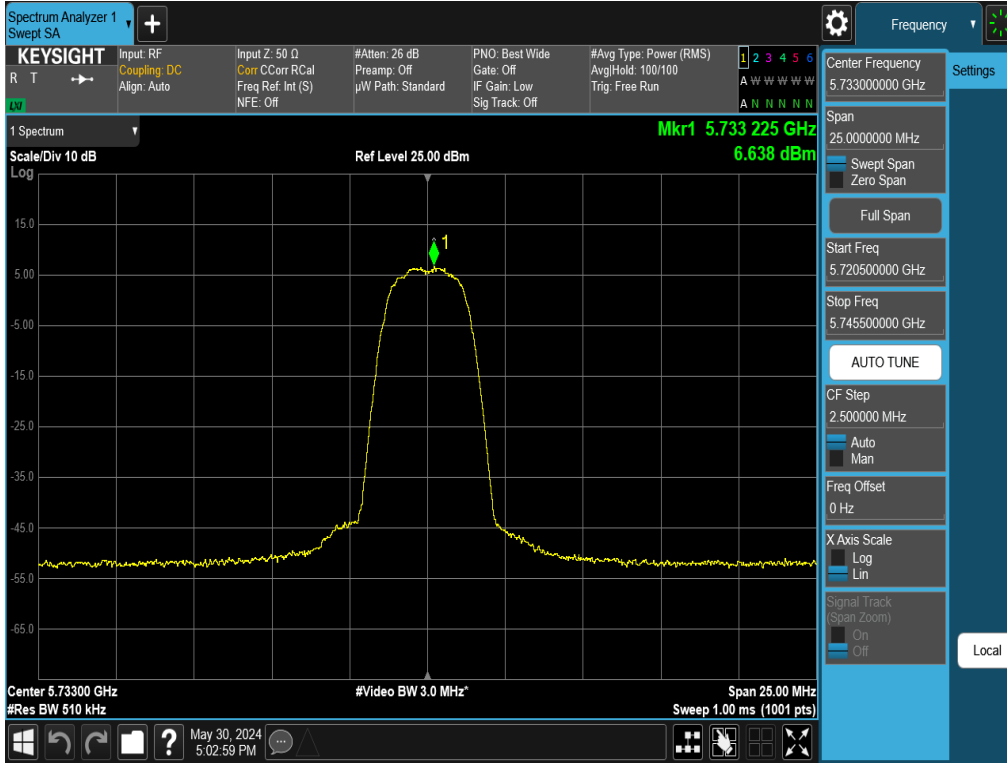 Spectrum Analyzer 1
Swept SA
+
Frequency
KEYSIGHT
R T
LXI
Input: RF
Coupling: DC
Align: Auto
Input Z: 50 Ω
Corr CCorr RCal
Freq Ref: Int (S)
NFE: Off
#Atten: 26 dB
Preamp: Off
µW Path: Standard
PNO: Best Wide
Gate: Off
IF Gain: Low
Sig Track: Off
#Avg Type: Power (RMS)
Avg|Hold: 100/100
Trig: Free Run
1 2 3 4 5 6
A W W W W W
A N N N N N
1 Spectrum
Mkr1 5.733 225 GHz
Scale/Div 10 dB
Ref Level 25.00 dBm
6.638 dBm
Log
15.0
1
5.00
-5.00
-15.0
-25.0
-35.0
-45.0
-55.0
-65.0
Center 5.73300 GHz
#Video BW 3.0 MHz*
Span 25.00 MHz
#Res BW 510 kHz
Sweep 1.00 ms (1001 pts)
?
May 30, 2024
5:02:59 PM
Center Frequency
5.733000000 GHz
Settings
Span
25.0000000 MHz
Swept Span
Zero Span
Full Span
Start Freq
5.720500000 GHz
Stop Freq
5.745500000 GHz
AUTO TUNE
CF Step
2.500000 MHz
Auto
Man
Freq Offset
0 Hz
X Axis Scale
Log
Lin
Signal Track
(Span Zoom)
On
Off
Local